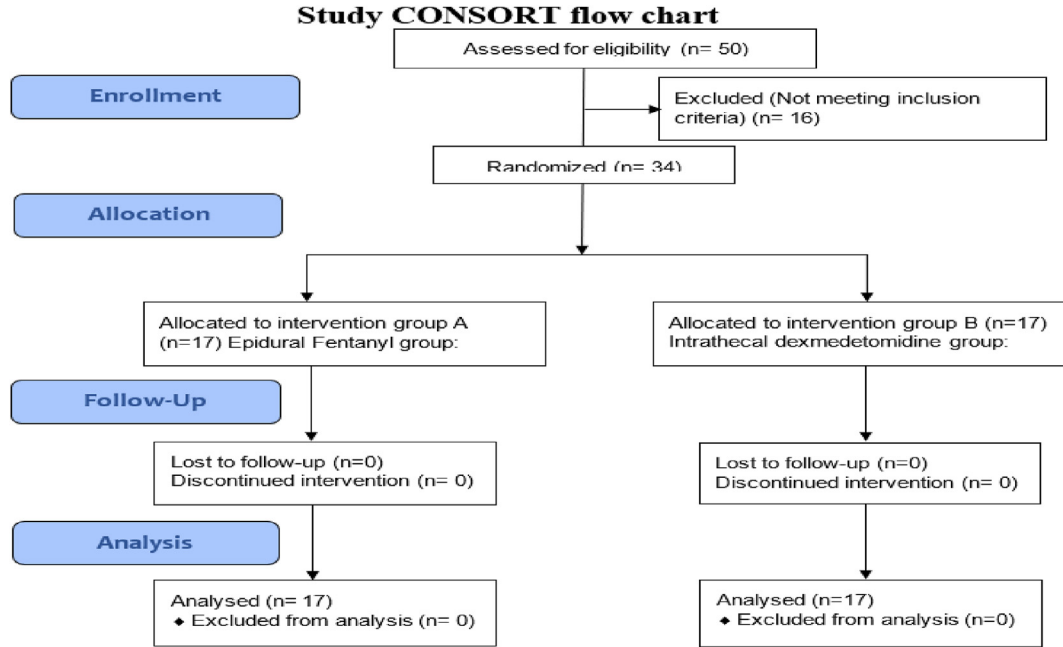 Study CONSORT flow chart
Assessed for eligibility (n= 50)
Enrollment
Excluded (Not meeting inclusion
criteria) (n= 16)
Randomized (n= 34)
Allocation
Allocated to intervention group A
(n=17) Epidural Fentanyl group:
Allocated to intervention group B (n=17)
Intrathecal dexmedetomidine group:
Follow-Up
Lost to follow-up (n=0)
Discontinued intervention (n= 0)
Lost to follow-up (n=0)
Discontinued intervention (n= 0)
Analysis
Analysed (n= 17)
♦ Excluded from analysis (n= 0)
Analysed (n=17)
♦ Excluded from analysis (n=0)